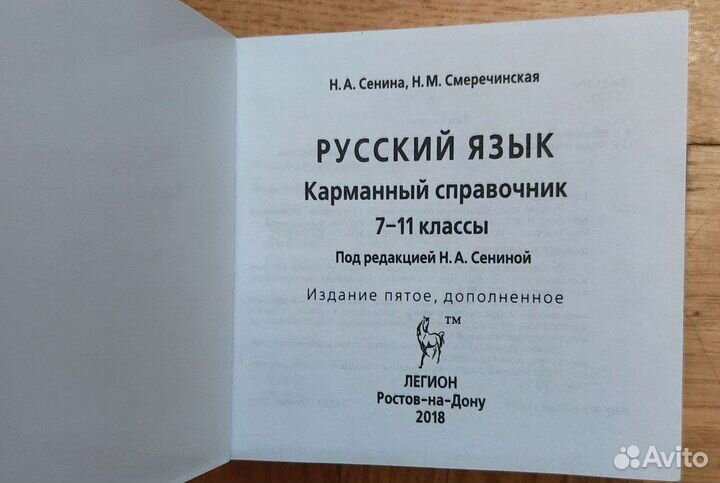 Н. А. Сенина, Н. М. Смеречинская
РУССКИЙ ЯЗЫК
Карманный справочник
7–11 классы
Под редакцией Н. А. Сениной
Издание пятое, дополненное
TM
ЛЕГИОН
Ростов-на-Дону
2018
Avito